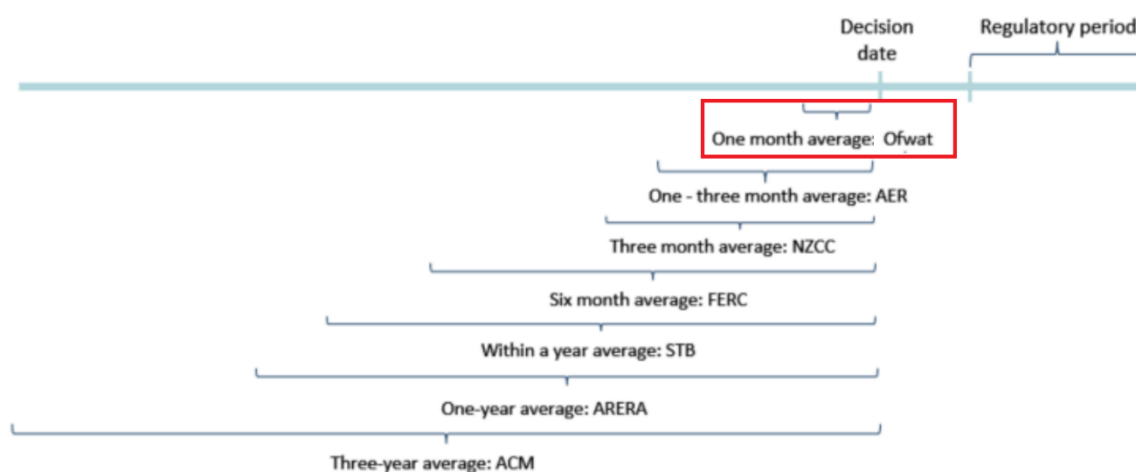 Decision
date
Regulatory period
One month average: Ofwat
One - three month average: AER
Three month average: NZCC
Six month average: FERC
Within a year average: STB
One-year average: ARERA
Three-year average: ACM